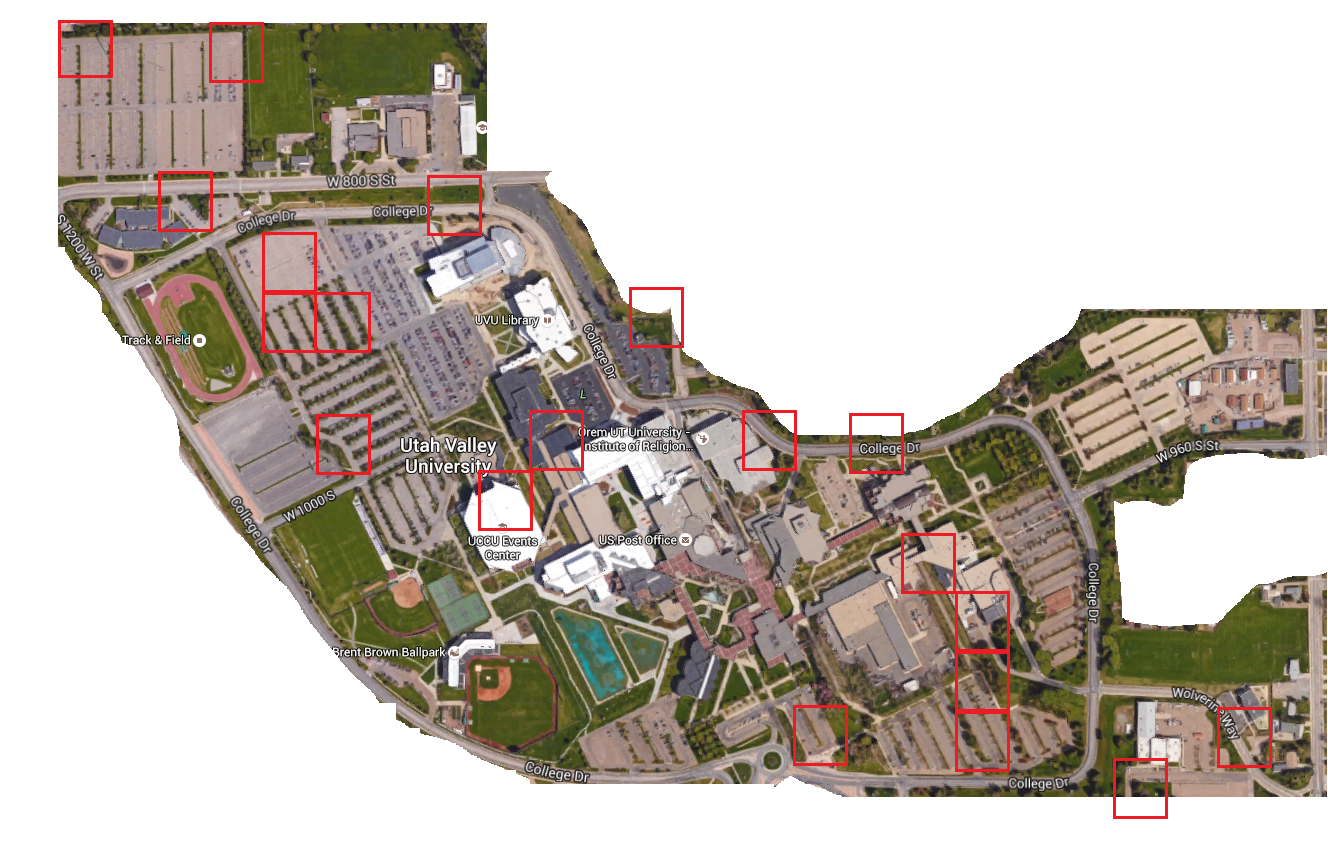 W 800 S St
College Dr
College Dr
S 1200 W St
UVU Library
Track & Field
College Dr
L
Orem UT University -
Institute of Religion...
College Dr
Utah Valley
University
W 960 S St
W 1000 S
College Dr
UCCU Events
Center
US Post Office
College Dr
Brent Brown Ballpark
Wolverine Way
College Dr
College Dr